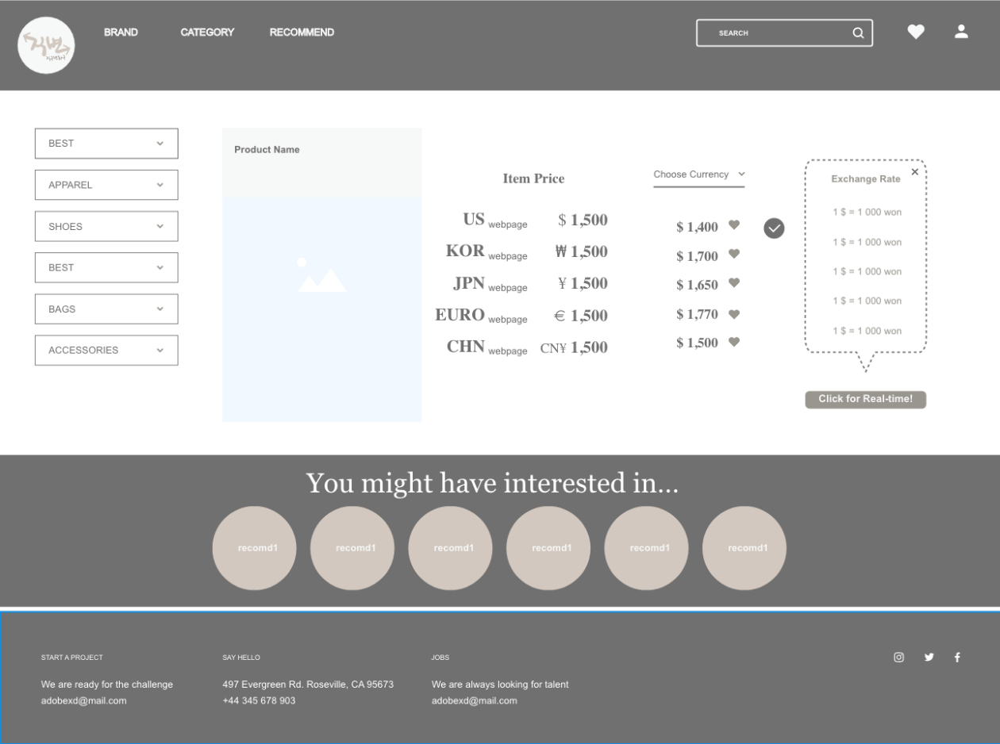 직변
BRAND
CATEGORY
RECOMMEND
SEARCH
BEST
APPAREL
SHOES
BEST
BAGS
ACCESSORIES
Product Name
Item Price
US webpage $ 1,500
KOR webpage ₩ 1,500
JPN webpage ¥ 1,500
EURO webpage € 1,500
CHN webpage CN¥ 1,500
Choose Currency
$ 1,400
$ 1,700
$ 1,650
$ 1,770
$ 1,500
Exchange Rate
1 $ = 1 000 won
1 $ = 1 000 won
1 $ = 1 000 won
1 $ = 1 000 won
1 $ = 1 000 won
Click for Real-time!
You might have interested in...
recomd1
recomd1
recomd1
recomd1
recomd1
recomd1
START A PROJECT
We are ready for the challenge
adobexd@mail.com
SAY HELLO
497 Evergreen Rd. Roseville, CA 95673
+44 345 678 903
JOBS
We are always looking for talent
adobexd@mail.com